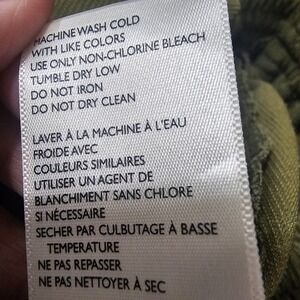 MACHINE WASH COLD
WITH LIKE COLORS
USE ONLY NON-CHLORINE BLEACH
TUMBLE DRY LOW
DO NOT IRON
DO NOT DRY CLEAN
LAVER À LA MACHINE À L'EAU
FROIDE AVEC
COULEURS SIMILAIRES
UTILISER UN AGENT DE
BLANCHIMENT SANS CHLORE
SI NÉCESSAIRE
SECHER PAR CULBUTAGE À BASSE
TEMPERATURE
NE PAS REPASSER
NE PAS NETTOYER À SEC